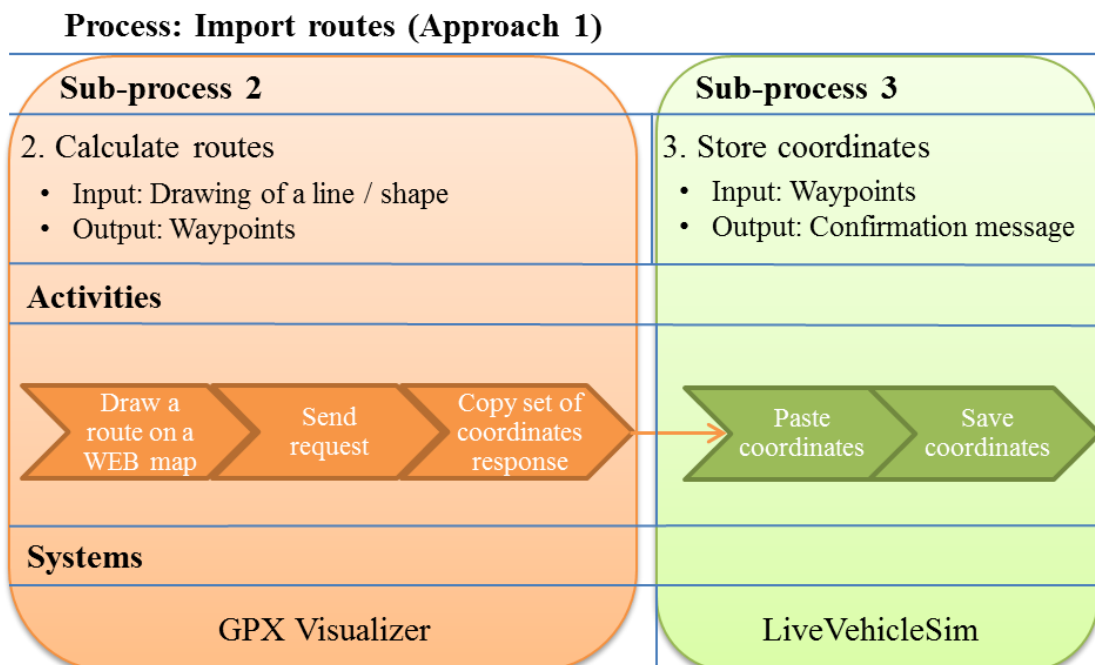 Process: Import routes (Approach 1)
Sub-process 2
Sub-process 3
2. Calculate routes
• Input: Drawing of a line / shape
• Output: Waypoints
3. Store coordinates
• Input: Waypoints
• Output: Confirmation message
Activities
Draw a
route on a
WEB map
Send
request
Copy set of
coordinates
response
Paste
coordinates
Save
coordinates
Systems
GPX Visualizer
LiveVehicleSim